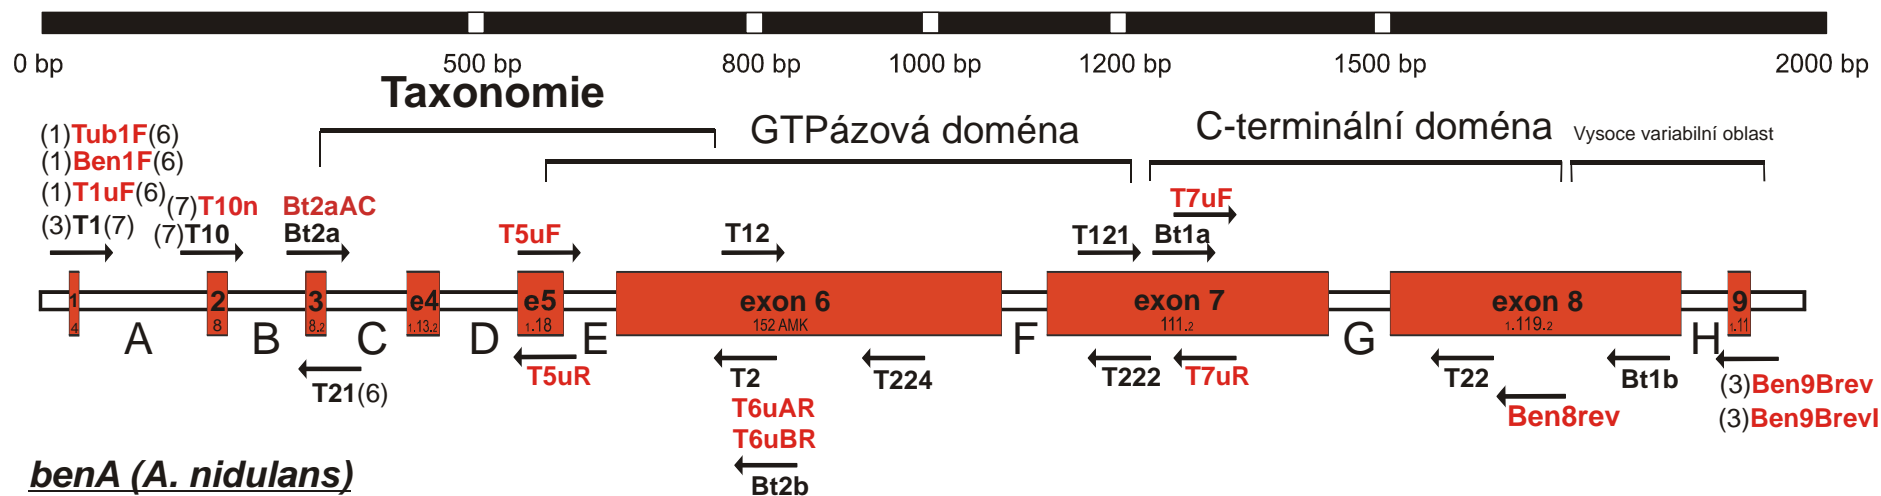 0 bp 500 bp 800 bp 1000 bp 1200 bp 1500 bp 2000 bp
Taxonomie
GTPázová doména
C-terminální doména
Vysoce variabilní oblast
(1)Tub1F(6)
(1)Ben1F(6)
(1)T1uF(6)
(3)T1(7)
(7)T10n
(7)T10
Bt2aAC
Bt2a
T5uF
T12
T121
T7uF
Bt1a
1 2 3 e4 e5 exon 6 exon 7 exon 8 9
4 8 8.2 1.13.2 1.18 152 AMK 111.2 1.119.2 1.11
A B C D E F G H
T21(6)
T5uR
T2
T6uAR
T6uBR
Bt2b
T224
T222
T7uR
T22
Ben8rev
Bt1b
(3)Ben9Brev
(3)Ben9BrevI
benA (A. nidulans)